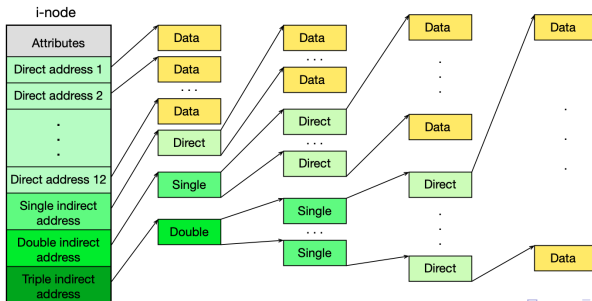 i-node
Attributes
Direct address 1
Direct address 2
.
.
.
Direct address 12
Single indirect
address
Double indirect
address
Triple indirect
address
Data
Data
...
Data
Direct
Single
Double
Data
...
Data
Direct
...
Direct
Single
...
Single
Data
.
.
.
Data
Direct
.
.
.
Direct
Data
.
.
.
Data